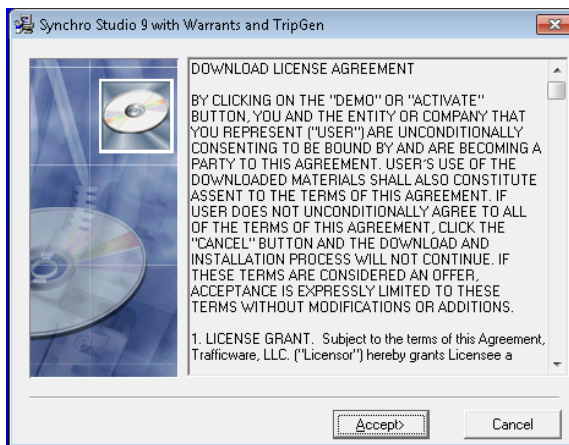 Synchro Studio 9 with Warrants and TripGen
DOWNLOAD LICENSE AGREEMENT
BY CLICKING ON THE "DEMO" OR "ACTIVATE"
BUTTON, YOU AND THE ENTITY OR COMPANY THAT
YOU REPRESENT ("USER") ARE UNCONDITIONALLY
CONSENTING TO BE BOUND BY AND ARE BECOMING A
PARTY TO THIS AGREEMENT. USER'S USE OF THE
DOWNLOADED MATERIALS SHALL ALSO CONSTITUTE
ASSENT TO THE TERMS OF THIS AGREEMENT. IF
USER DOES NOT UNCONDITIONALLY AGREE TO ALL
OF THE TERMS OF THIS AGREEMENT, CLICK THE
"CANCEL" BUTTON AND THE DOWNLOAD AND
INSTALLATION PROCESS WILL NOT CONTINUE. IF
THESE TERMS ARE CONSIDERED AN OFFER,
ACCEPTANCE IS EXPRESSLY LIMITED TO THESE
TERMS WITHOUT MODIFICATIONS OR ADDITIONS.
1. LICENSE GRANT. Subject to the terms of this Agreement,
Trafficware, LLC. ("Licensor") hereby grants Licensee a
Accept>
Cancel